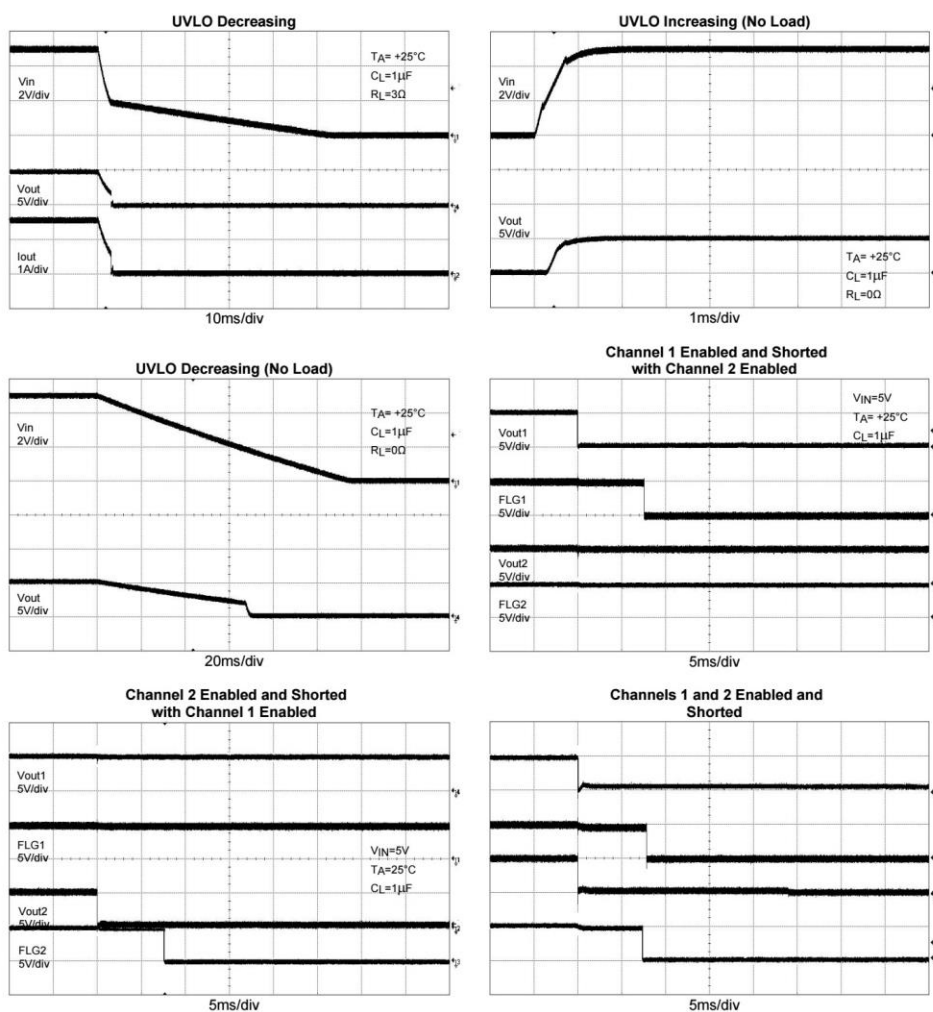 UVLO Decreasing
Vin
2V/div
TA= +25°C
CL=1µF
RL=3Ω
Vout
5V/div
Iout
1A/div
10ms/div
UVLO Increasing (No Load)
Vin
2V/div
Vout
5V/div
TA= +25°C
CL=1µF
RL=0Ω
1ms/div
UVLO Decreasing (No Load)
Vin
2V/div
TA= +25°C
CL=1µF
RL=0Ω
Vout
5V/div
20ms/div
Channel 1 Enabled and Shorted
with Channel 2 Enabled
VIN=5V
TA= +25°C
CL=1µF
Vout1
5V/div
FLG1
5V/div
Vout2
5V/div
FLG2
5V/div
5ms/div
Channel 2 Enabled and Shorted
with Channel 1 Enabled
Vout1
5V/div
FLG1
5V/div
VIN=5V
TA=25°C
CL=1µF
Vout2
5V/div
FLG2
5V/div
5ms/div
Channels 1 and 2 Enabled and
Shorted
5ms/div